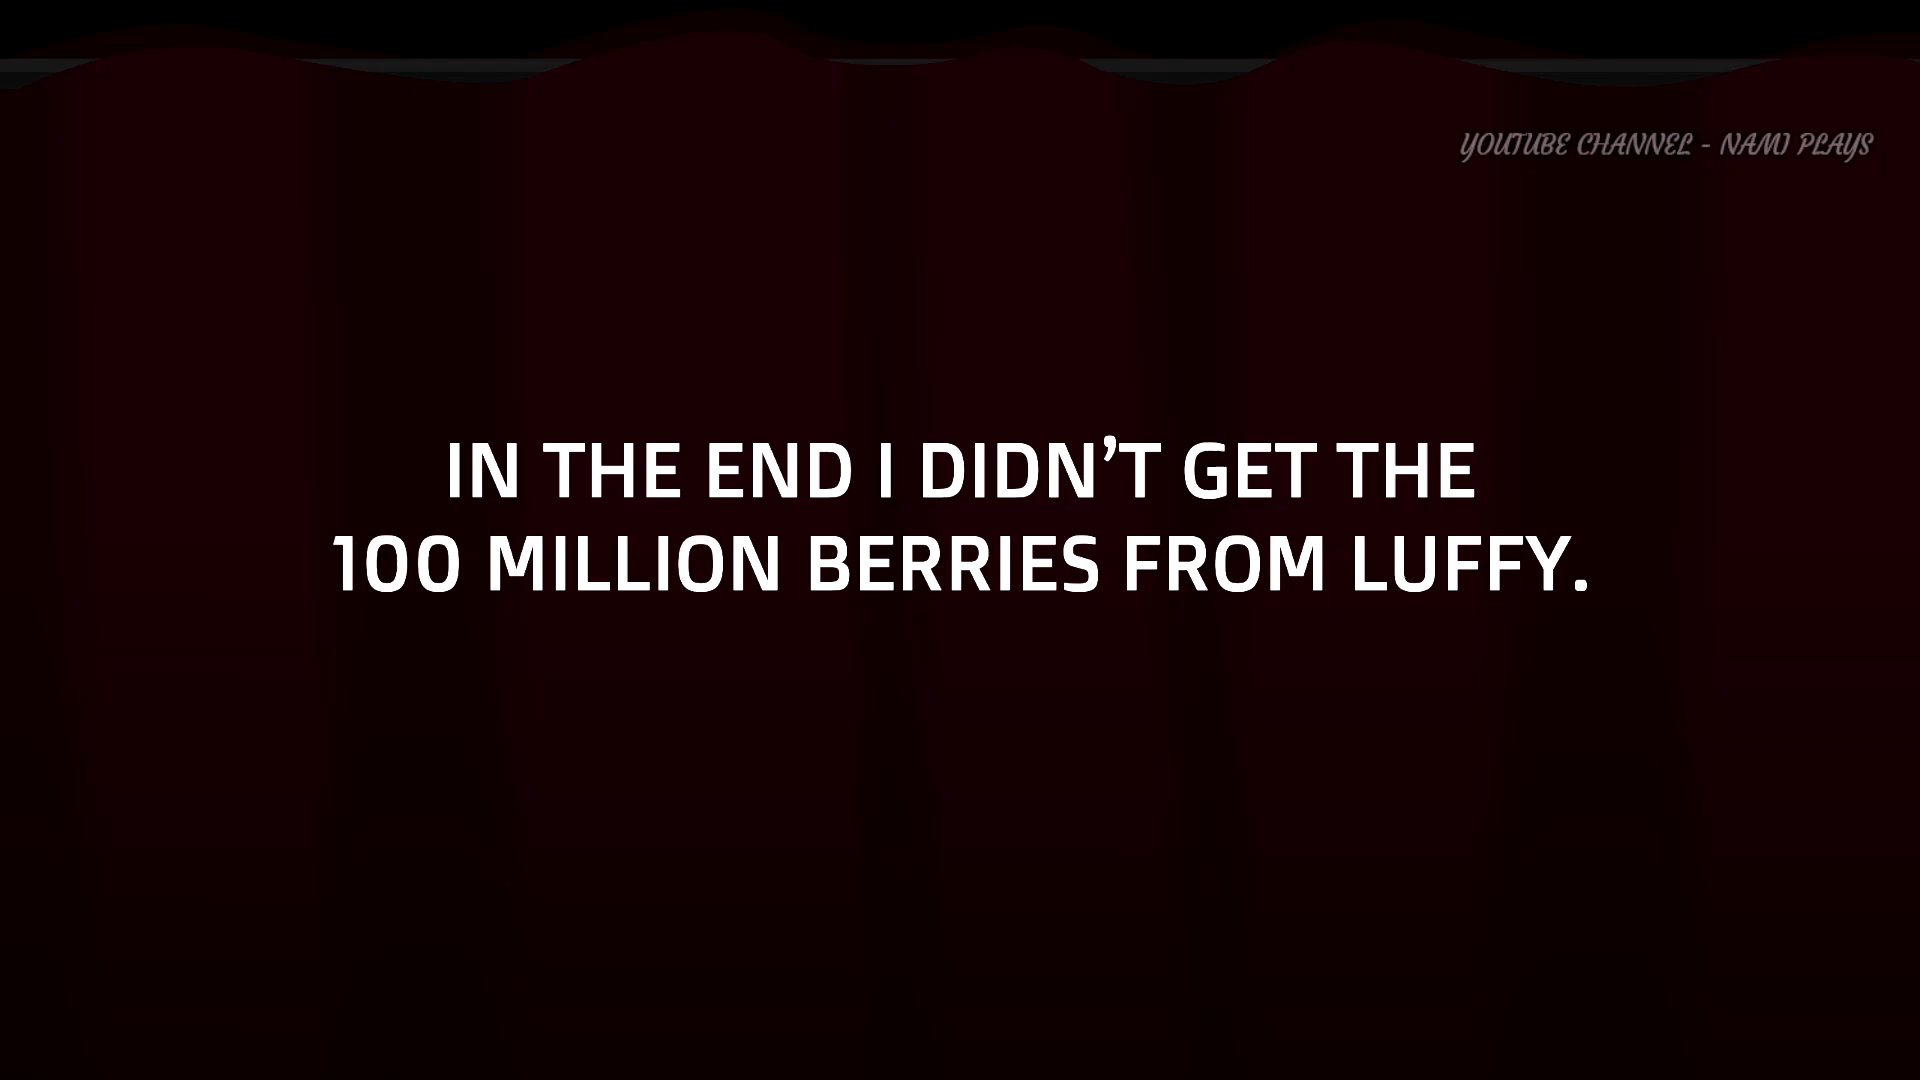 YOUTUBE CHANNEL - NAMI PLAYS
IN THE END I DIDN’T GET THE
100 MILLION BERRIES FROM LUFFY.